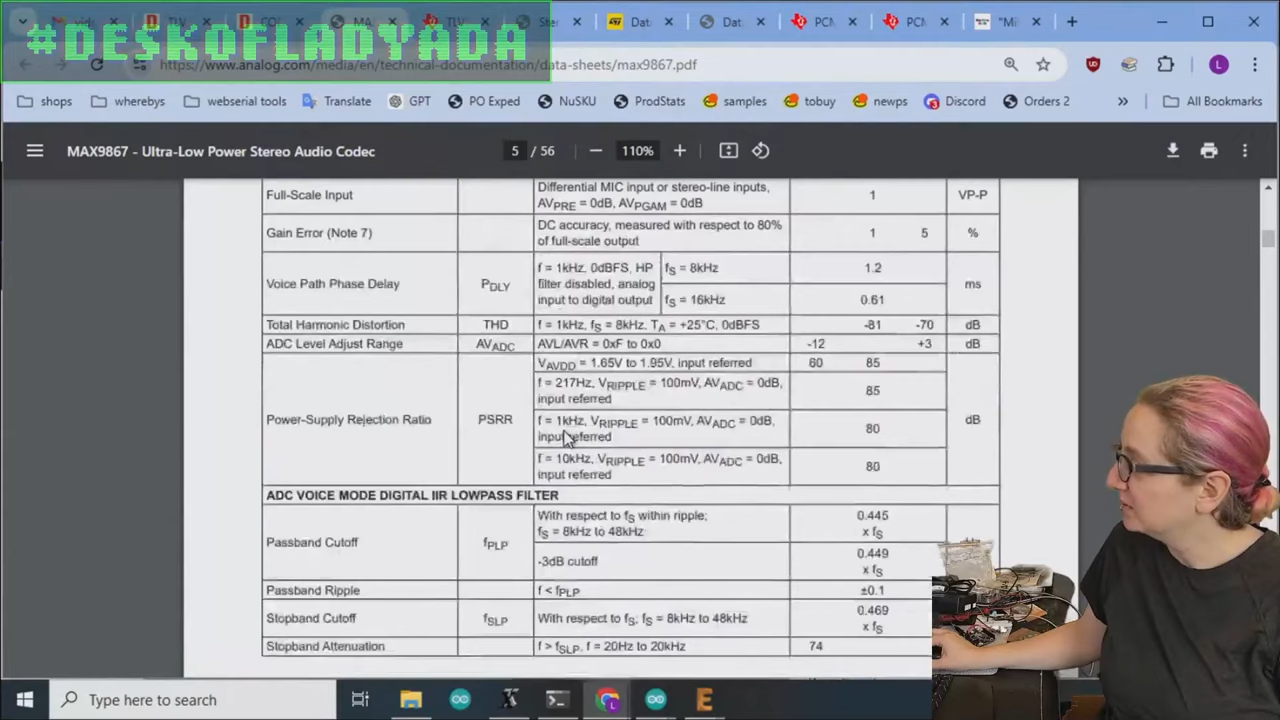 #DESKOFLADYADA
MA
TLV
Ster
Data
Data
PCM
PCM
"Mi
https://www.analog.com/media/en/technical-documentation/data-sheets/max9867.pdf
shops
wherebys
webserial tools
Translate
GPT
PO Exped
NuSKU
ProdStats
samples
tobuy
newps
Discord
Orders 2
All Bookmarks
MAX9867 - Ultra-Low Power Stereo Audio Codec
5 / 56
110%
Full-Scale Input
Differential MIC input or stereo-line inputs,
AVPRE = 0dB, AVPGAM = 0dB
1
VP-P
Gain Error (Note 7)
DC accuracy, measured with respect to 80%
of full-scale output
1 5
%
Voice Path Phase Delay
PDLY
f = 1kHz, 0dBFS, HP
filter disabled, analog
input to digital output
fS = 8kHz
1.2
fS = 16kHz
0.61
ms
Total Harmonic Distortion
THD
f = 1kHz, fS = 8kHz, TA = +25°C, 0dBFS
-81 -70
dB
ADC Level Adjust Range
AVADC
AVL/AVR = 0xF to 0x0
-12 +3
dB
Power-Supply Rejection Ratio
PSRR
VAVDD = 1.65V to 1.95V, input referred
60 85
f = 217Hz, VRIPPLE = 100mV, AVADC = 0dB,
input referred
85
f = 1kHz, VRIPPLE = 100mV, AVADC = 0dB,
input referred
80
f = 10kHz, VRIPPLE = 100mV, AVADC = 0dB,
input referred
80
dB
ADC VOICE MODE DIGITAL IIR LOWPASS FILTER
Passband Cutoff
fPLP
With respect to fS within ripple;
fS = 8kHz to 48kHz
0.445
x fS
-3dB cutoff
0.449
x fS
Passband Ripple
f < fPLP
±0.1
Stopband Cutoff
fSLP
With respect to fS; fS = 8kHz to 48kHz
0.469
x fS
Stopband Attenuation
f > fSLP, f = 20Hz to 20kHz
74
Type here to search